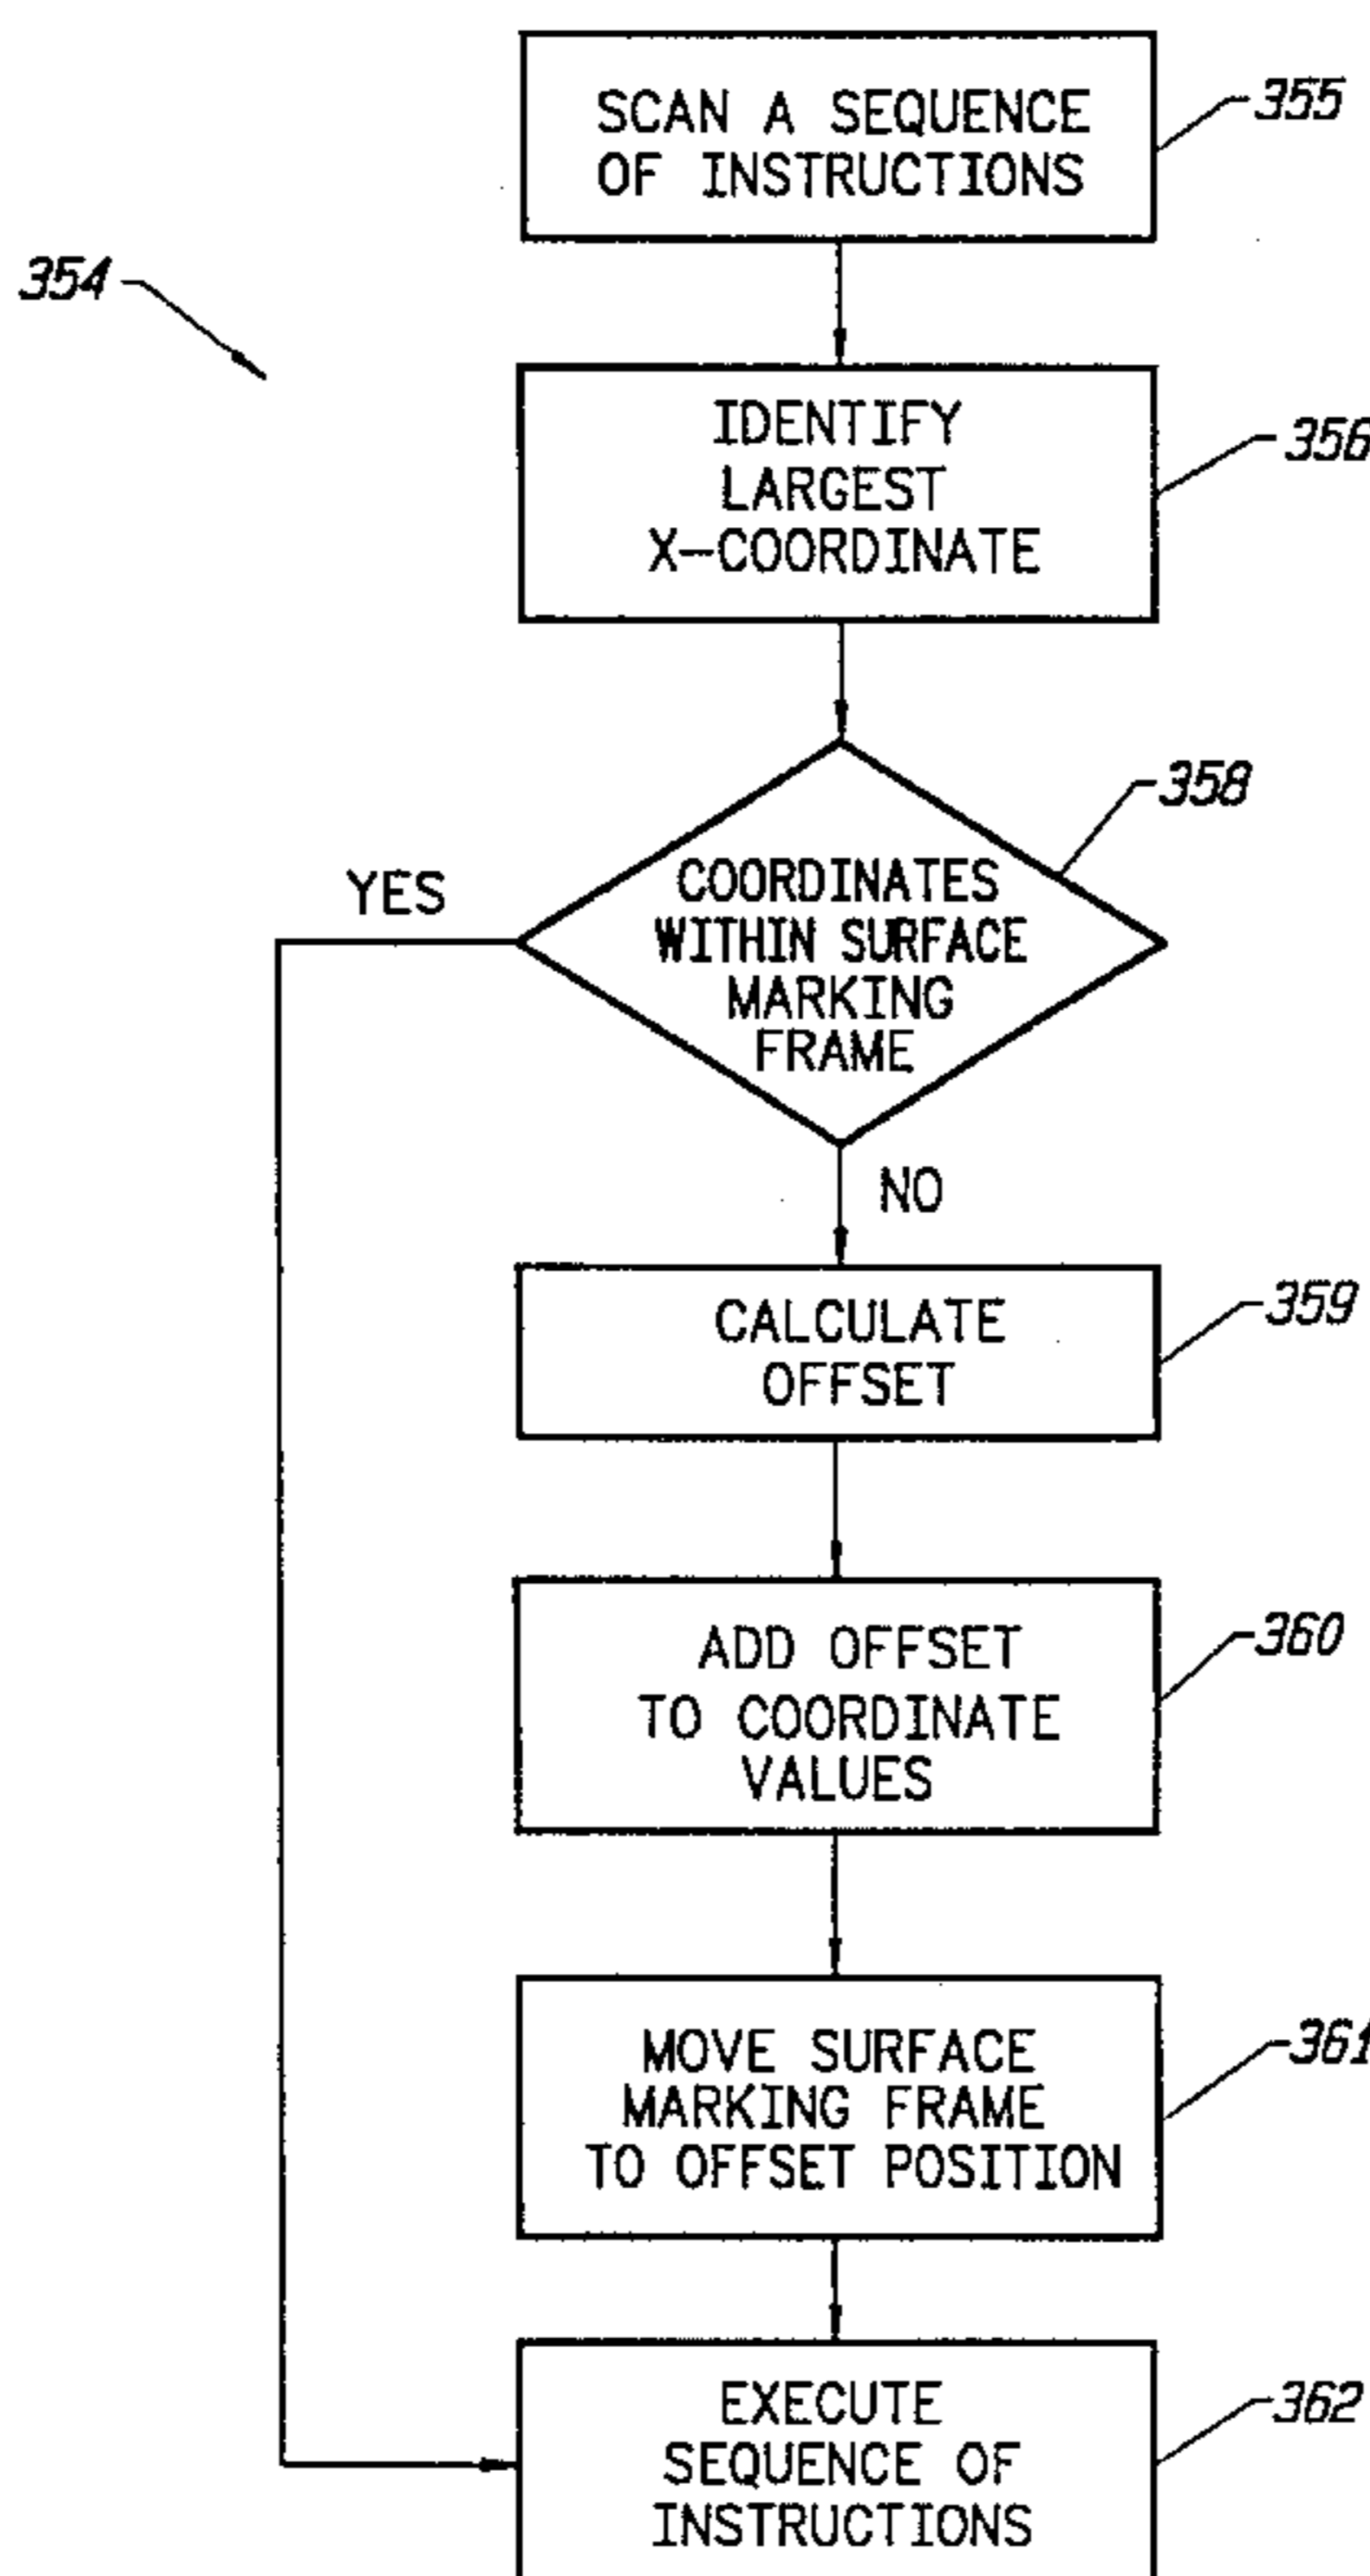 SCAN A SEQUENCE
OF INSTRUCTIONS
355
354
IDENTIFY
LARGEST
X-COORDINATE
356
358
COORDINATES
WITHIN SURFACE
MARKING
FRAME
YES
NO
CALCULATE
OFFSET
359
ADD OFFSET
TO COORDINATE
VALUES
360
MOVE SURFACE
MARKING FRAME
TO OFFSET POSITION
361
EXECUTE
SEQUENCE OF
INSTRUCTIONS
362